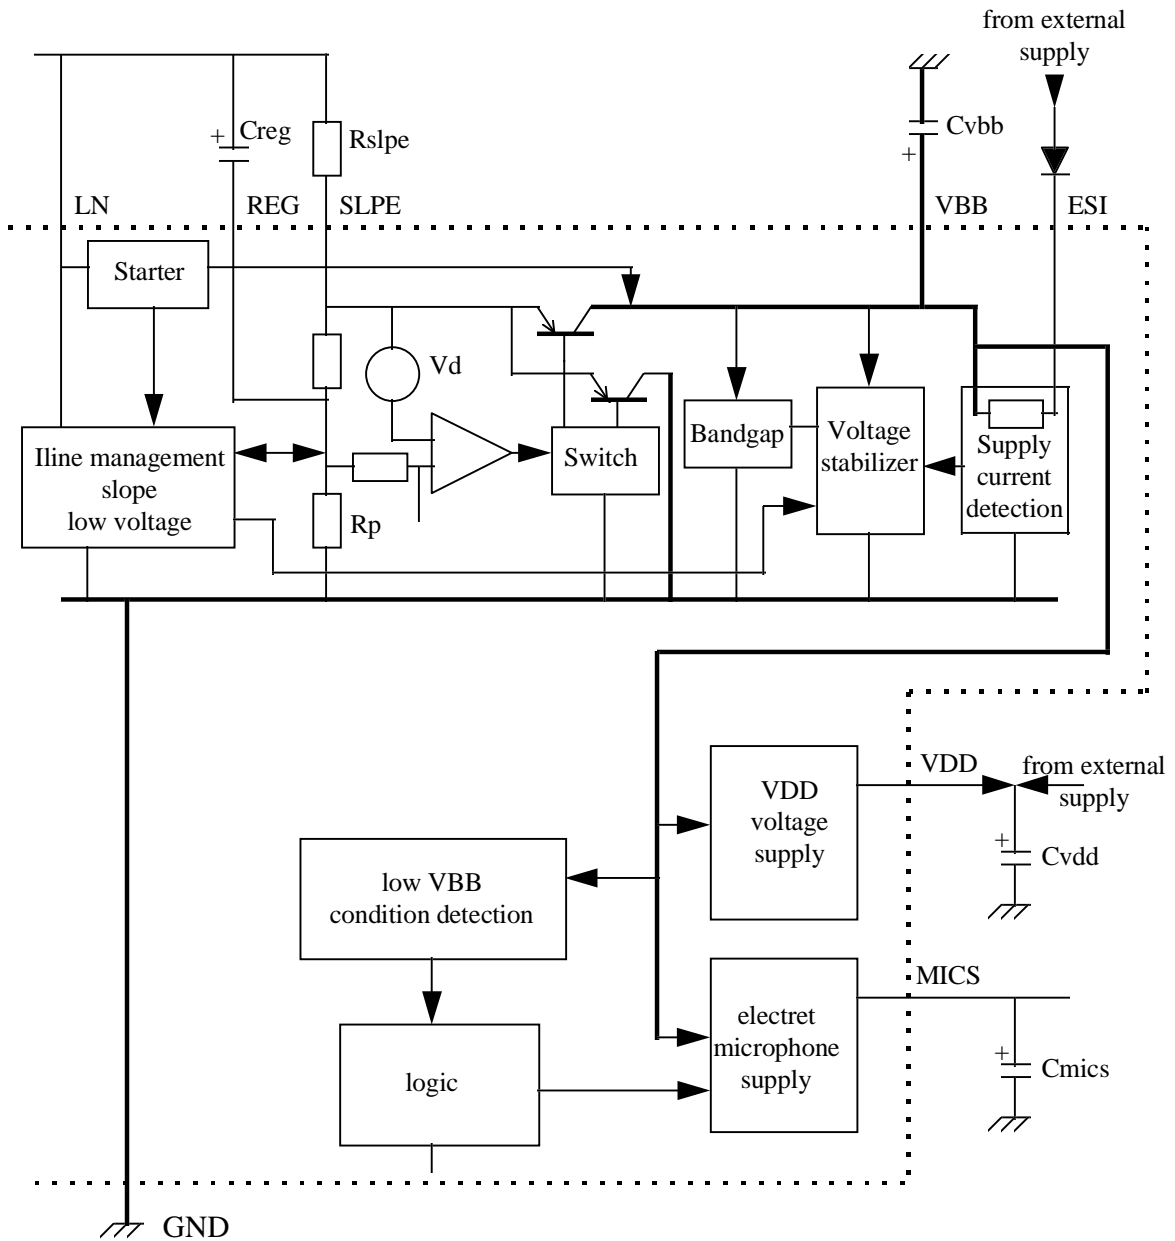 from external
supply
+
Creg
Rslpe
Cvbb
+
LN
REG
SLPE
VBB
ESI
Starter
Vd
Iline management
slope
low voltage
Rp
Switch
Bandgap
Voltage
stabilizer
Supply
current
detection
VDD
from external
supply
VDD
voltage
supply
+
Cvdd
low VBB
condition detection
MICS
electret
microphone
supply
+
Cmics
logic
GND